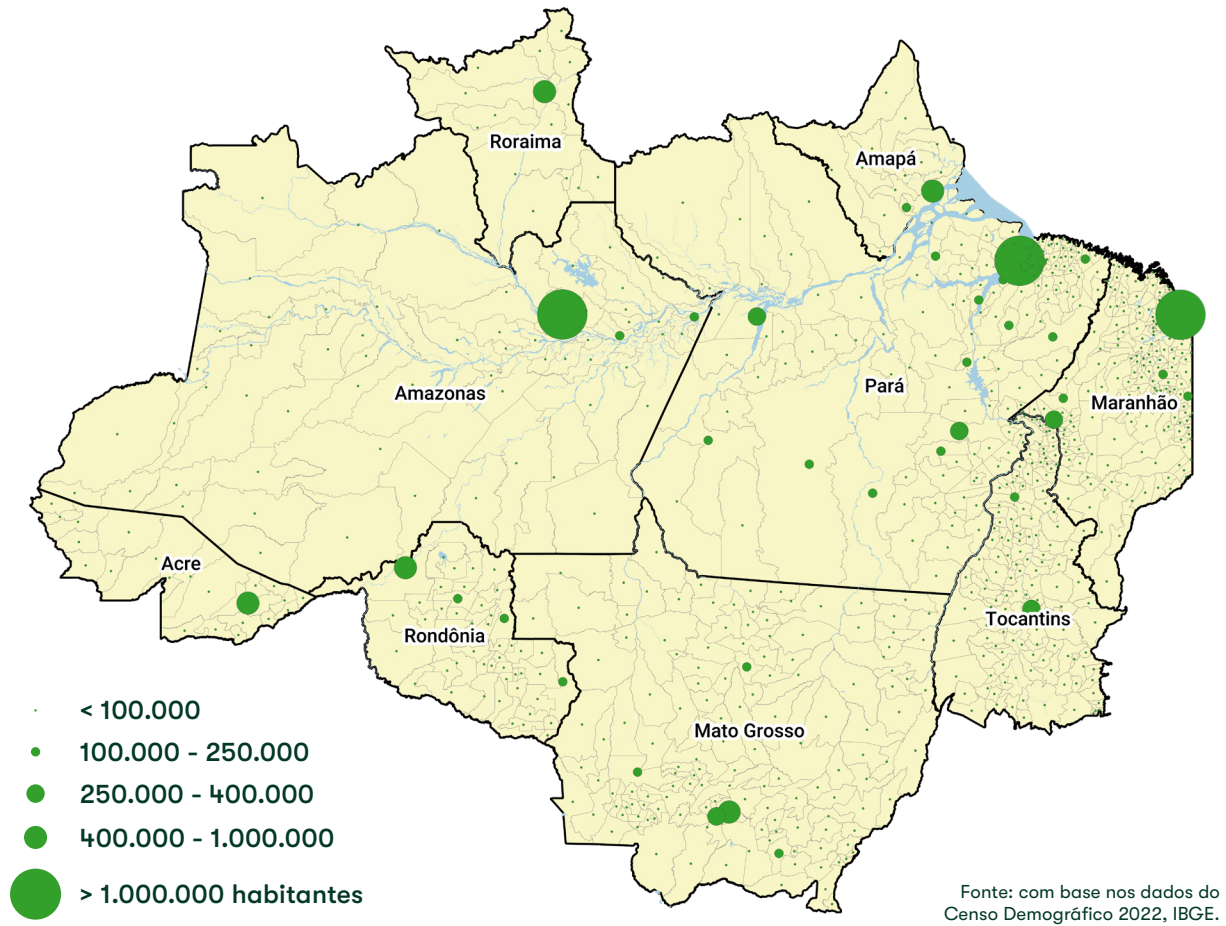 Roraima
Amapá
Amazonas
Pará
Maranhão
Acre
Rondônia
Tocantins
Mato Grosso
< 100.000
100.000 - 250.000
250.000 - 400.000
400.000 - 1.000.000
> 1.000.000 habitantes
Fonte: com base nos dados do
Censo Demográfico 2022, IBGE.